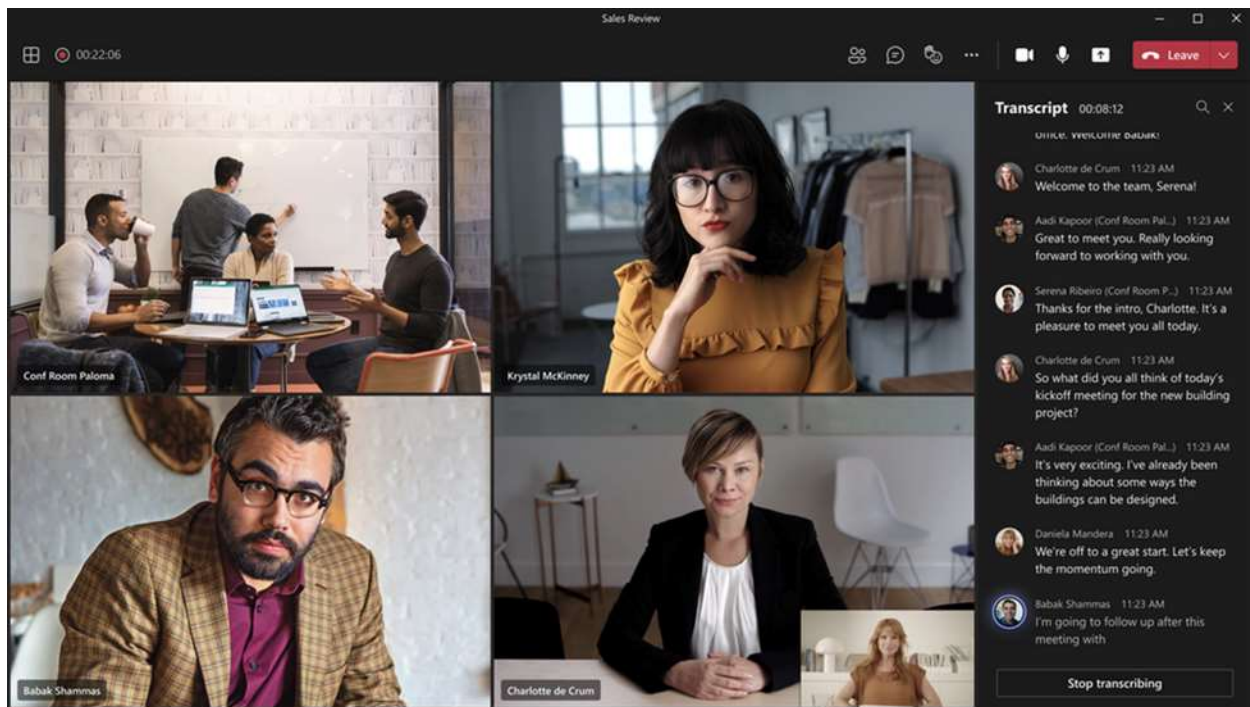 Sales Review
00:22:06
Leave
Conf Room Paloma
Krystal McKinney
Babak Shammas
Charlotte de Crum
Transcript 00:08:12
office. Welcome Babak!
Charlotte de Crum 11:23 AM
Welcome to the team, Serena!
Aadi Kapoor (Conf Room Pal...) 11:23 AM
Great to meet you. Really looking
forward to working with you.
Serena Ribeiro (Conf Room P...) 11:23 AM
Thanks for the intro, Charlotte. It's a
pleasure to meet you all today.
Charlotte de Crum 11:23 AM
So what did you all think of today's
kickoff meeting for the new building
project?
Aadi Kapoor (Conf Room Pal...) 11:23 AM
It's very exciting. I've already been
thinking about some ways the
buildings can be designed.
Daniela Mandera 11:23 AM
We're off to a great start. Let's keep
the momentum going.
Babak Shammas 11:23 AM
I'm going to follow up after this
meeting with
Stop transcribing